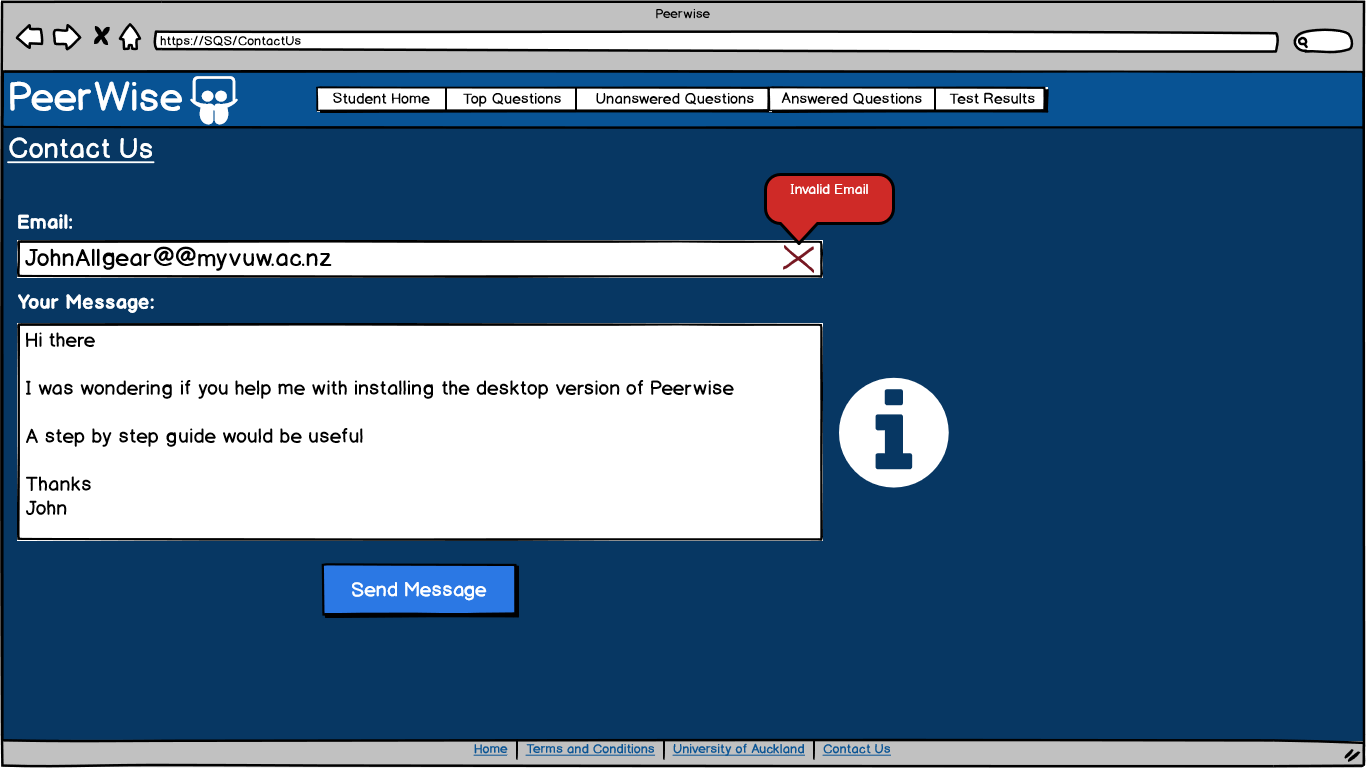 Peerwise
https://SQS/ContactUs
PeerWise
Student Home Top Questions Unanswered Questions Answered Questions Test Results
Contact Us
Invalid Email
Email:
JohnAllgear@@myvuw.ac.nz
Your Message:
Hi there
I was wondering if you help me with installing the desktop version of Peerwise
A step by step guide would be useful
Thanks
John
Send Message
Home Terms and Conditions University of Auckland Contact Us